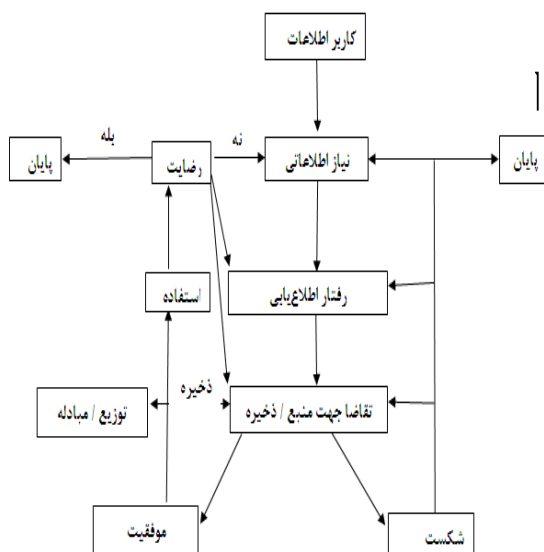 کاربر اطلاعات
آ
بله
نه
پایان
رضایت
نیاز اطلاعاتی
پایان
استفاده
رفتار اطلاع‌یابی
ذخیره
توزیع / مبادله
تقاضا جهت منبع / ذخیره
موفقیت
شکست